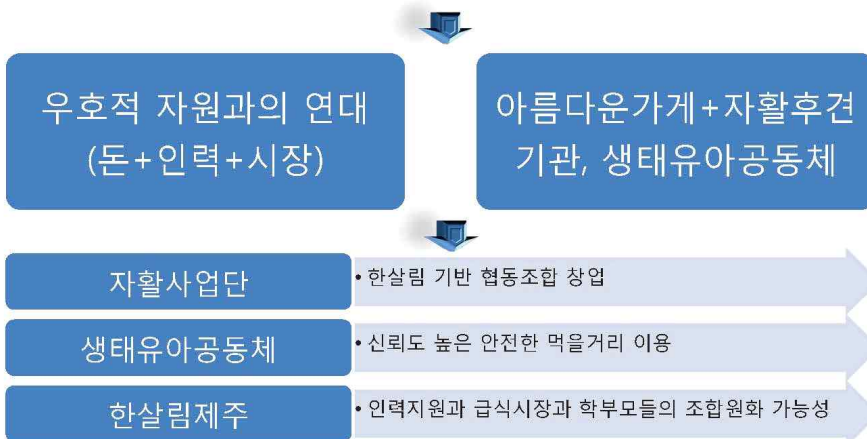 우호적 자원과의 연대
(돈+인력+시장)
아름다운가게+자활후견
기관, 생태유아공동체
자활사업단
• 한살림 기반 협동조합 창업
생태유아공동체
• 신뢰도 높은 안전한 먹을거리 이용
한살림제주
• 인력지원과 급식시장과 학부모들의 조합원화 가능성